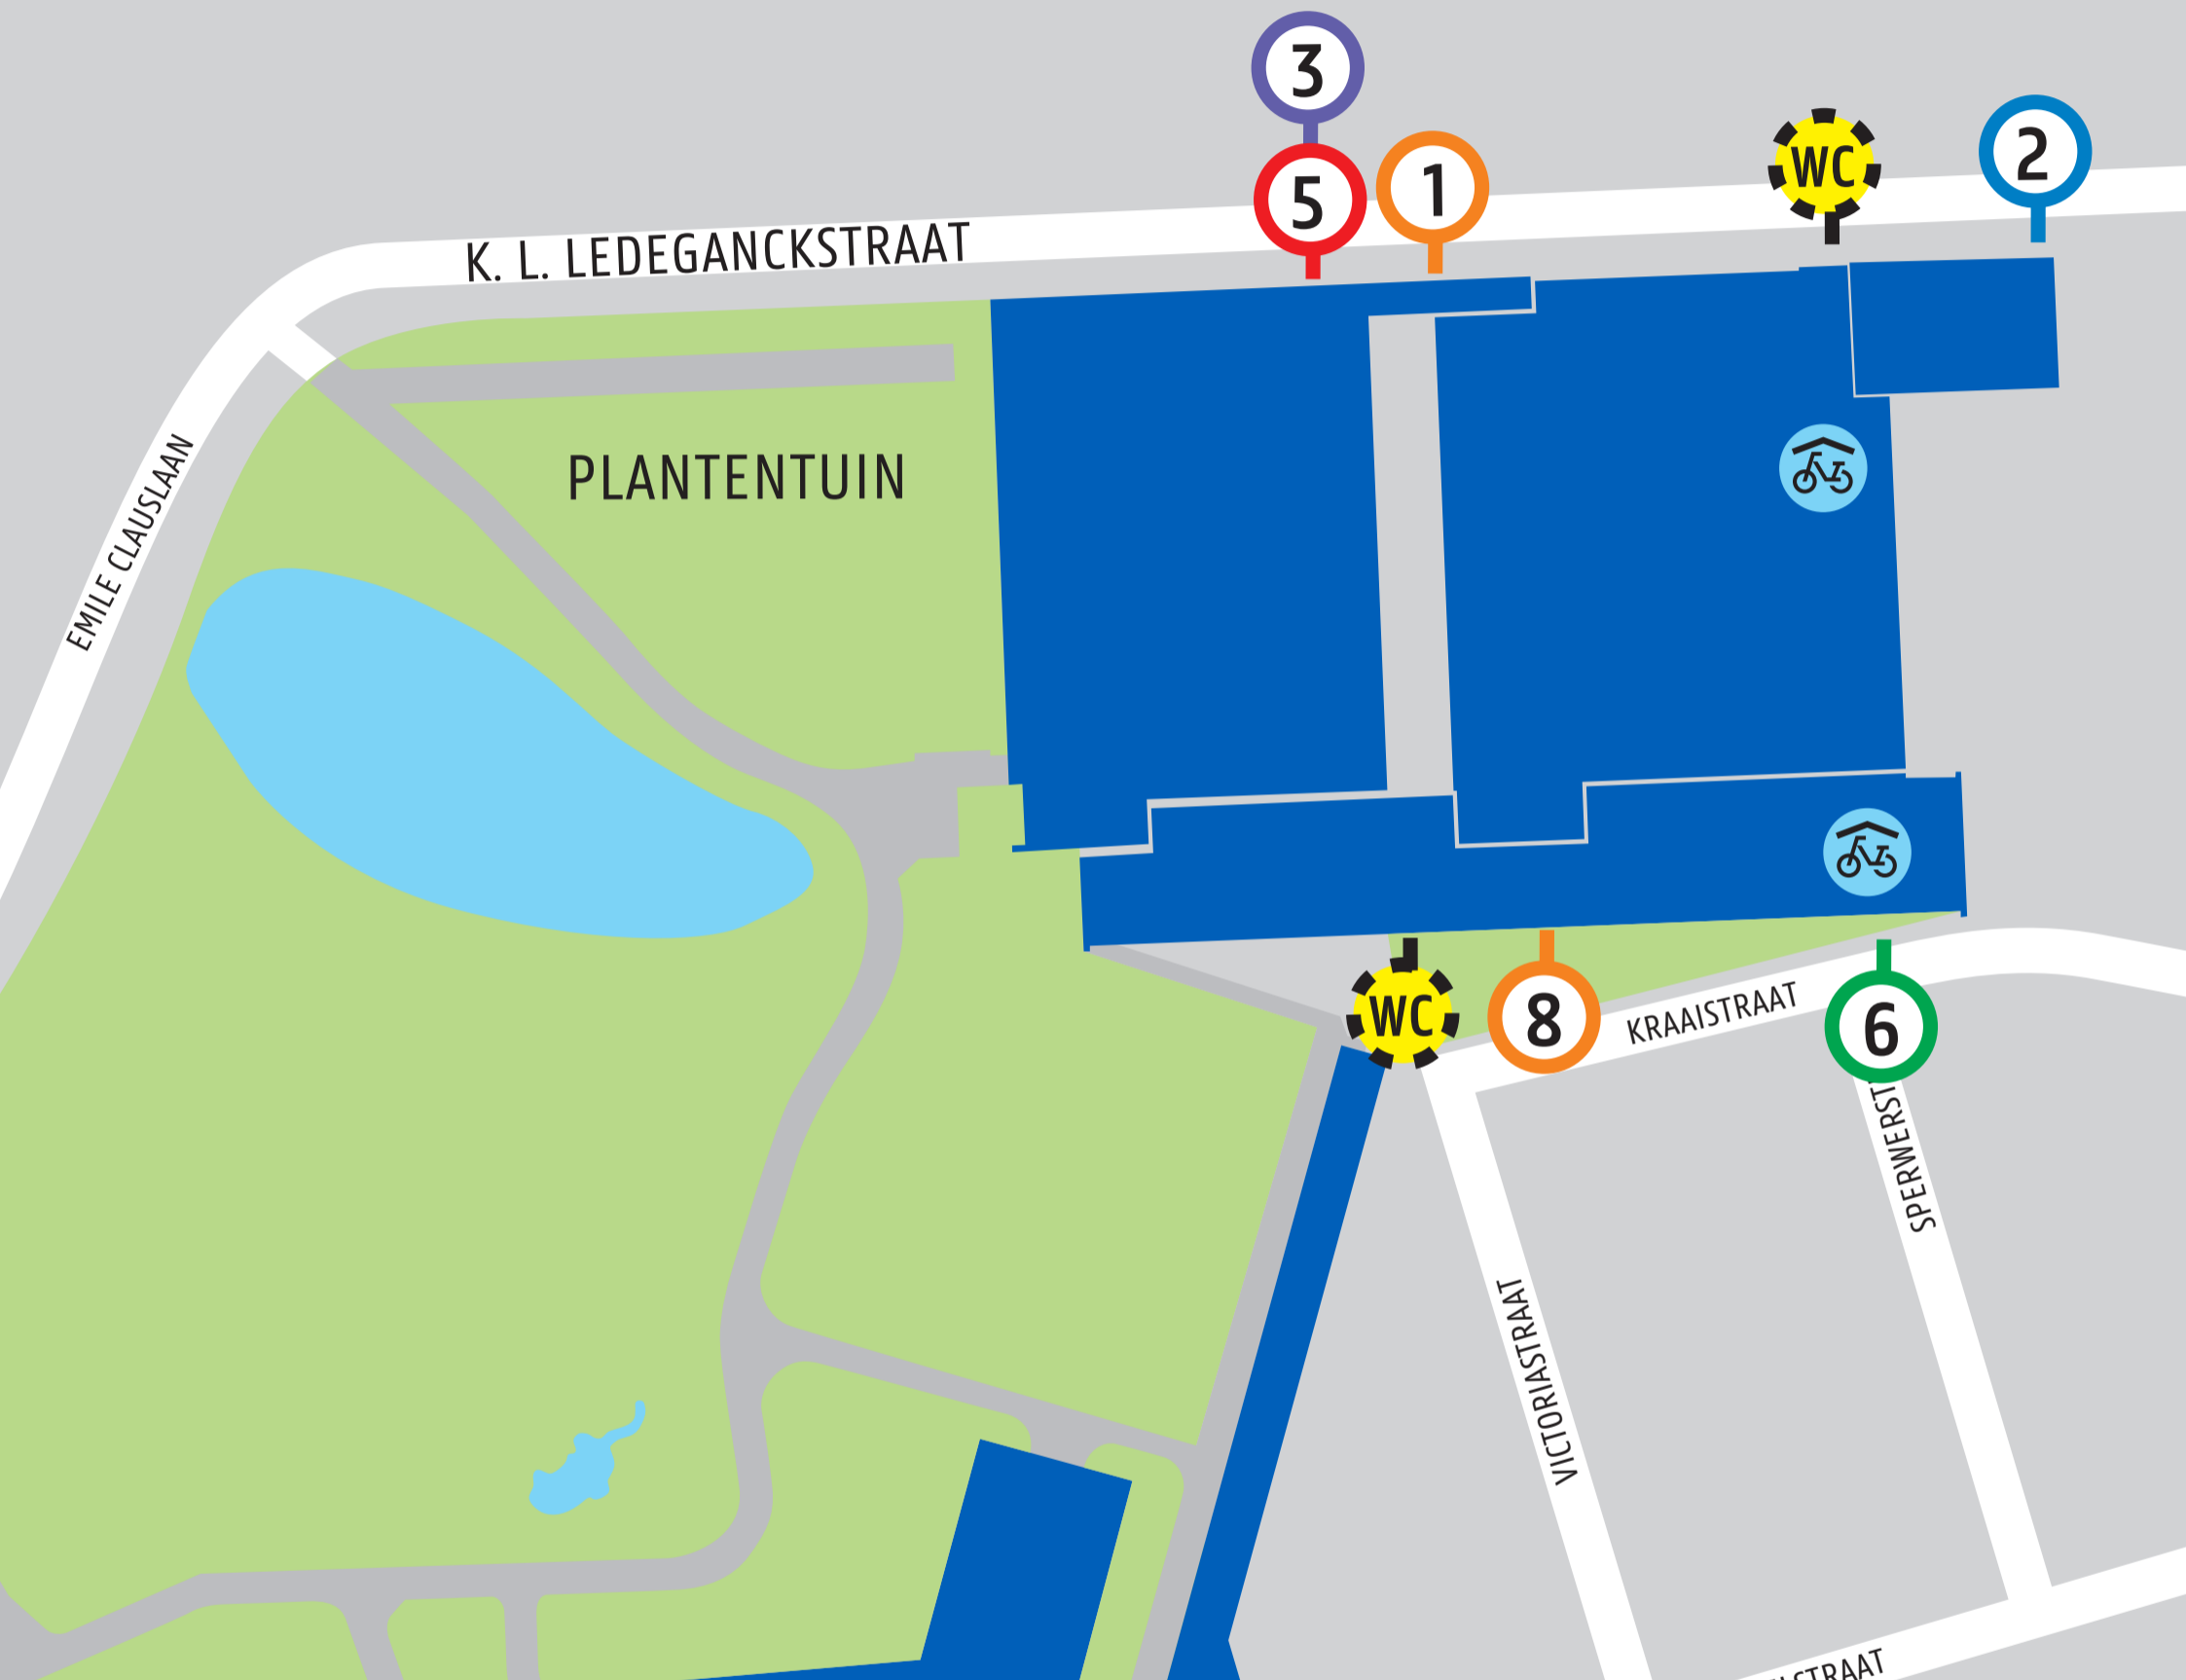 3
5
1
WC
2
K. L. LEDEGANCKSTRAAT
PLANTENTUIN
EMILE CLAUSLAAN
WC
8
6
KRAAISTRAAT
SPERWERST
VICTORIASTRAAT